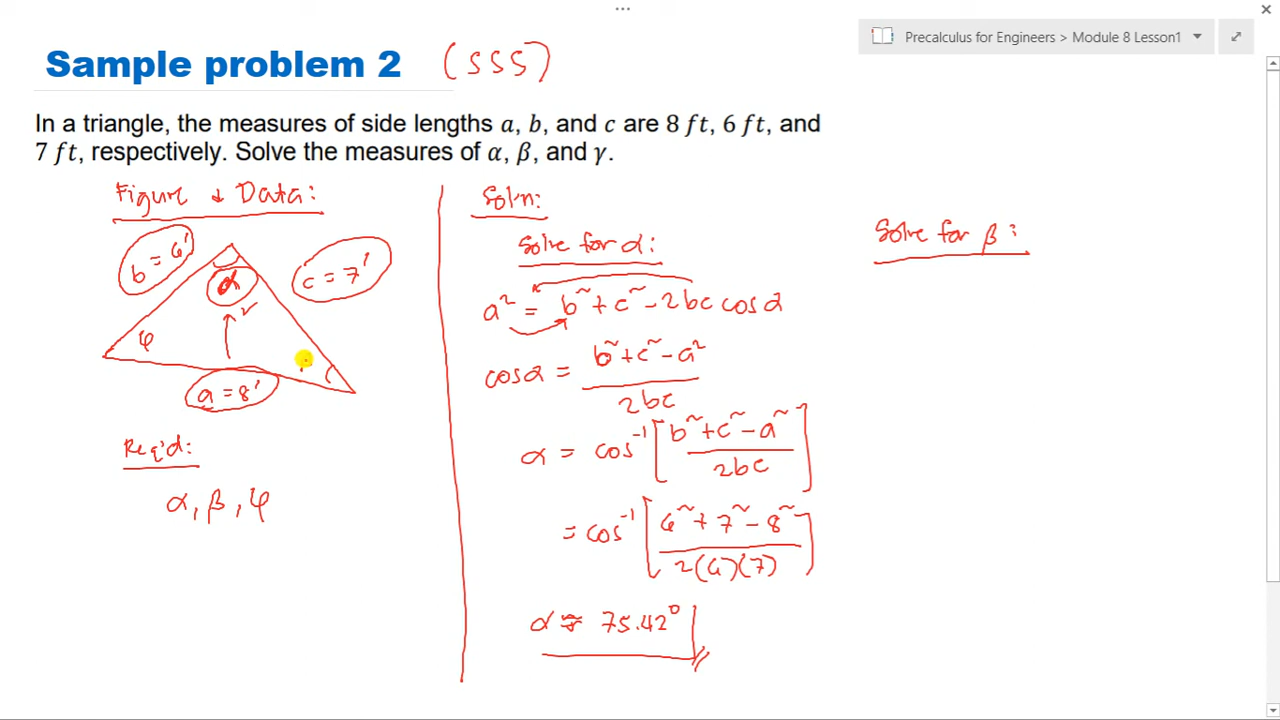 ...
Precalculus for Engineers > Module 8 Lesson1
Sample problem 2 (SSS)
In a triangle, the measures of side lengths a, b, and c are 8 ft, 6 ft, and
7 ft, respectively. Solve the measures of α, β, and γ.
Figure & Data:
b = 6'
c = 7'
α
φ
a = 8'
Req'd:
α, β, φ
Sol'n:
Solve for α:
a² = b² + c² - 2bc cos α
cos α = (b² + c² - a²) / 2bc
α = cos⁻¹ [(b² + c² - a²) / 2bc]
= cos⁻¹ [(6² + 7² - 8²) / 2(6)(7)]
α ≈ 75.42°
Solve for β: